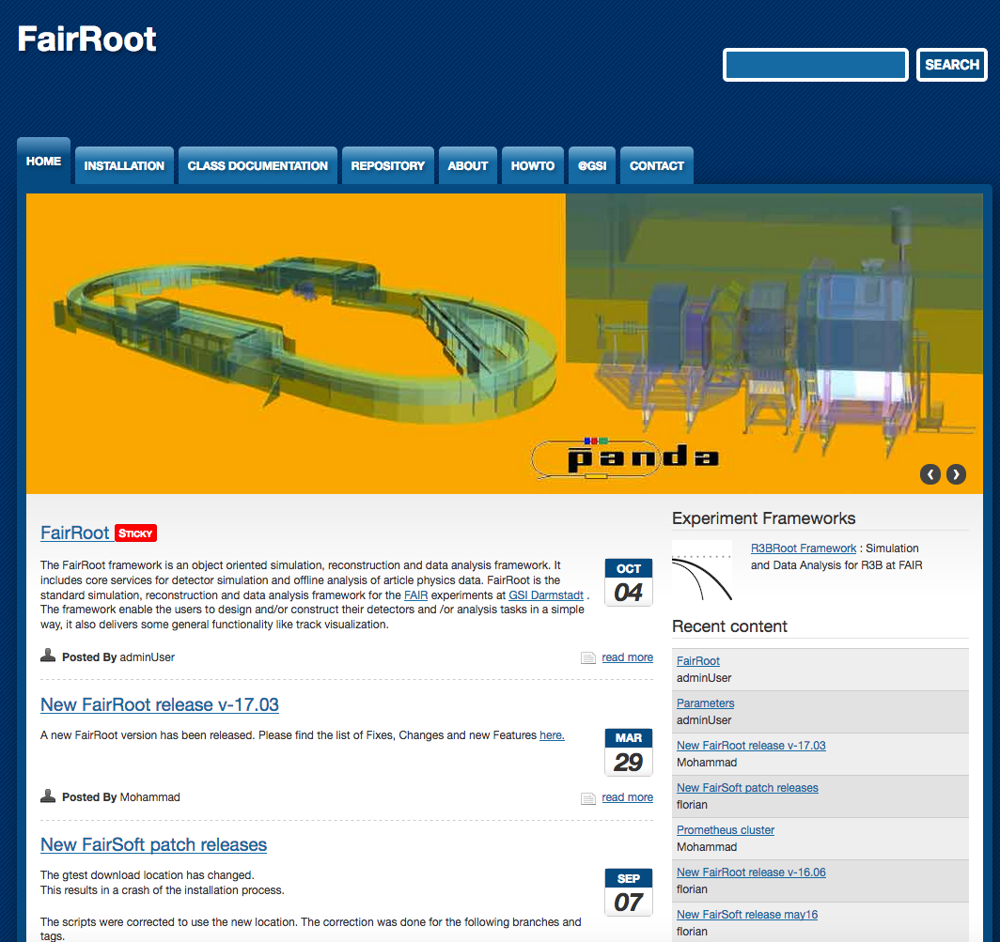 FairRoot
SEARCH
HOME
INSTALLATION
CLASS DOCUMENTATION
REPOSITORY
ABOUT
HOWTO
@GSI
CONTACT
panda
FairRoot STICKY
The FairRoot framework is an object oriented simulation, reconstruction and data analysis framework. It
includes core services for detector simulation and offline analysis of article physics data. FairRoot is the
standard simulation, reconstruction and data analysis framework for the FAIR experiments at GSI Darmstadt .
The framework enable the users to design and/or construct their detectors and /or analysis tasks in a simple
way, it also delivers some general functionality like track visualization.
OCT
04
Posted By adminUser
read more
New FairRoot release v-17.03
A new FairRoot version has been released. Please find the list of Fixes, Changes and new Features here.
MAR
29
Posted By Mohammad
read more
New FairSoft patch releases
The gtest download location has changed.
This results in a crash of the installation process.
The scripts were corrected to use the new location. The correction was done for the following branches and
tags.
SEP
07
Experiment Frameworks
R3BRoot Framework : Simulation
and Data Analysis for R3B at FAIR
Recent content
FairRoot
adminUser
Parameters
adminUser
New FairRoot release v-17.03
Mohammad
New FairSoft patch releases
florian
Prometheus cluster
Mohammad
New FairRoot release v-16.06
florian
New FairSoft release may16
florian